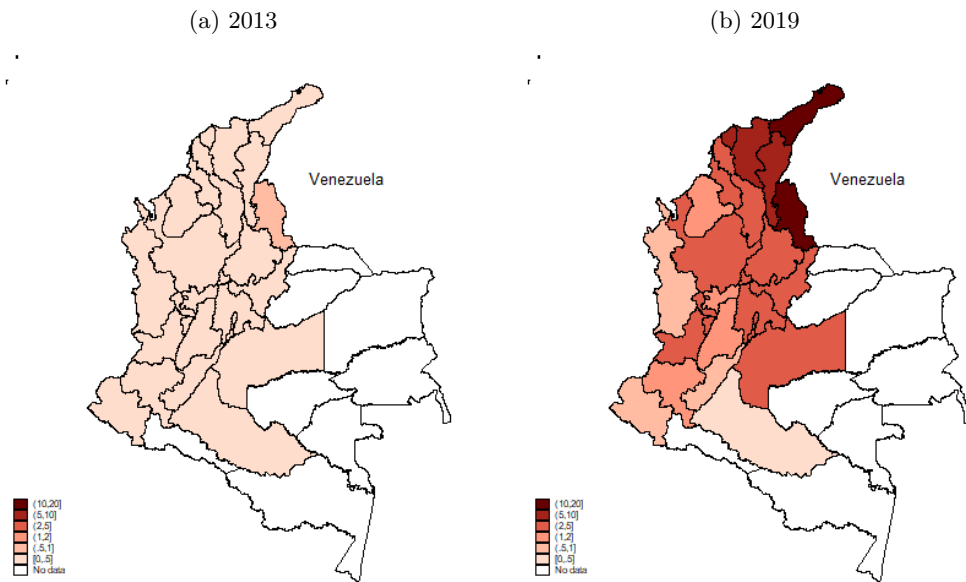 (a) 2013
(b) 2019
Venezuela
Venezuela
(10,20]
(5,10]
(2,5]
(1,2]
(.5,1]
[0,.5]
No data
(10,20]
(5,10]
(2,5]
(1,2]
(.5,1]
[0,.5]
No data